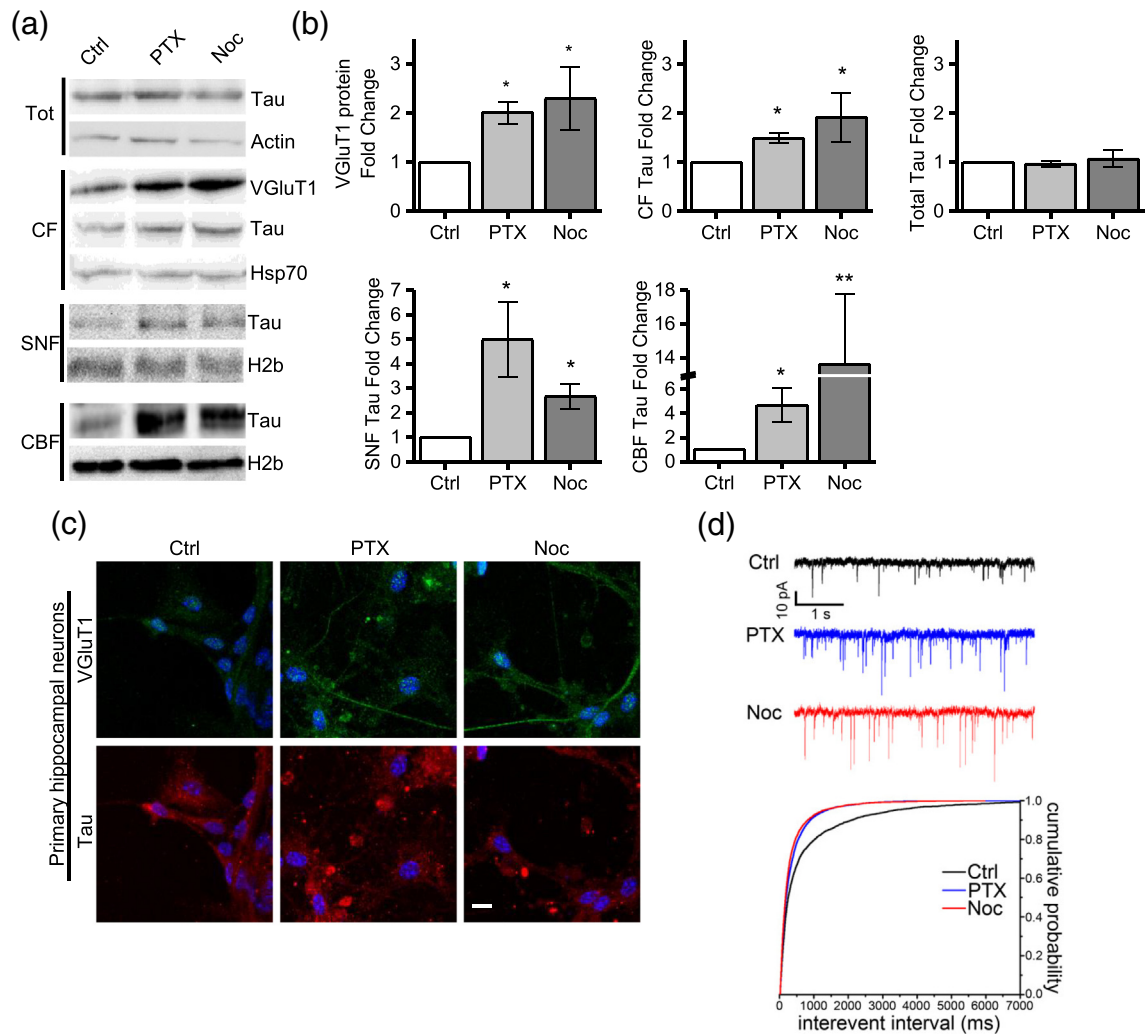 (a)
Ctrl PTX Noc
Tot
Tau
Actin
CF
VGluT1
Tau
Hsp70
SNF
Tau
H2b
CBF
Tau
H2b
(b)
VGluT1 protein
Fold Change
3
2
1
0
* *
Ctrl PTX Noc
CF Tau Fold Change
3
2
1
0
* *
Ctrl PTX Noc
Total Tau Fold Change
3
2
1
0
Ctrl PTX Noc
SNF Tau Fold Change
7
6
5
4
3
2
1
0
* *
Ctrl PTX Noc
CBF Tau Fold Change
18
14
6
4
2
0
* **
Ctrl PTX Noc
(c)
Ctrl PTX Noc
Primary hippocampal neurons
VGluT1
Tau
(d)
Ctrl
10 pA
1 s
PTX
Noc
1.0
0.8
0.6
0.4
0.2
0.0
cumulative probability
Ctrl
PTX
Noc
0 1000 2000 3000 4000 5000 6000 7000
interevent interval (ms)